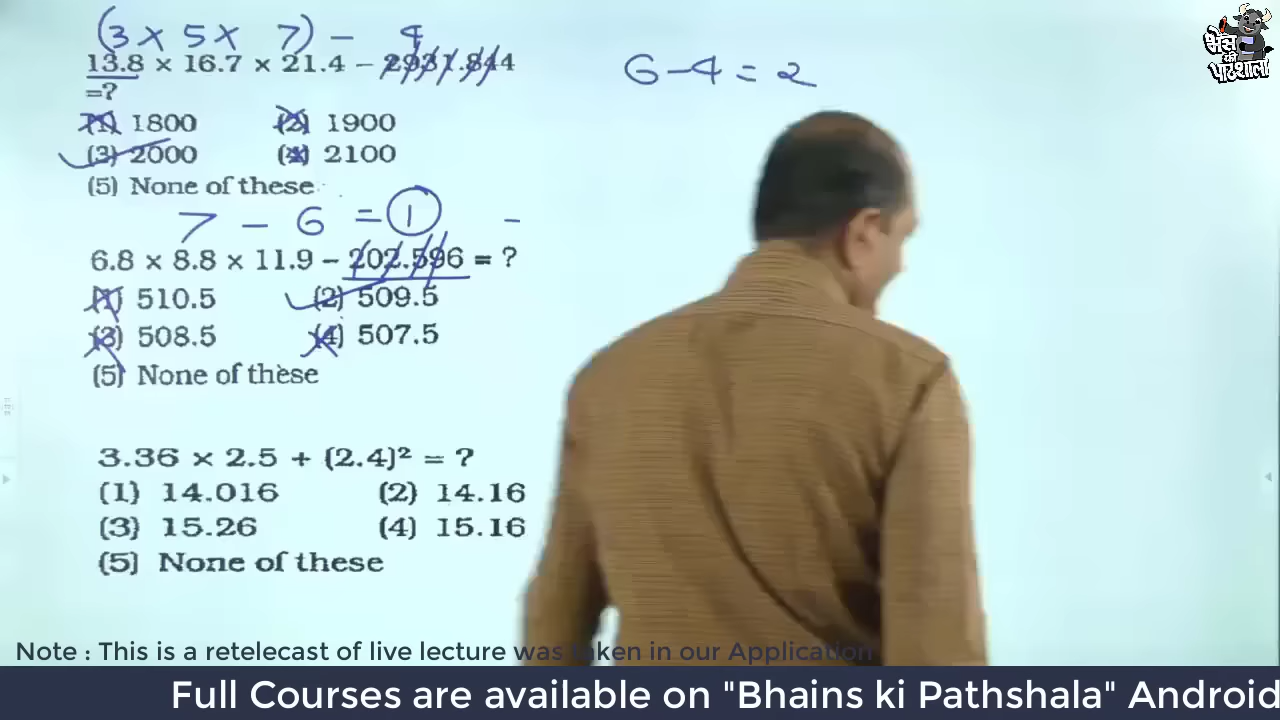 (3 × 5 × 7) - 4
13.8 × 16.7 × 21.4 – 2931.844
=?
6-4 = 2
(1) 1800 (2) 1900
(3) 2000 (4) 2100
(5) None of these
7 - 6 = 1 -
6.8 × 8.8 × 11.9 – 202.596 = ?
(1) 510.5 (2) 509.5
(3) 508.5 (4) 507.5
(5) None of these
3.36 × 2.5 + (2.4)² = ?
(1) 14.016 (2) 14.16
(3) 15.26 (4) 15.16
(5) None of these
भैंस
की
पाठशाला
Note : This is a retelecast of live lecture was taken in our Application
Full Courses are available on "Bhains ki Pathshala" Android